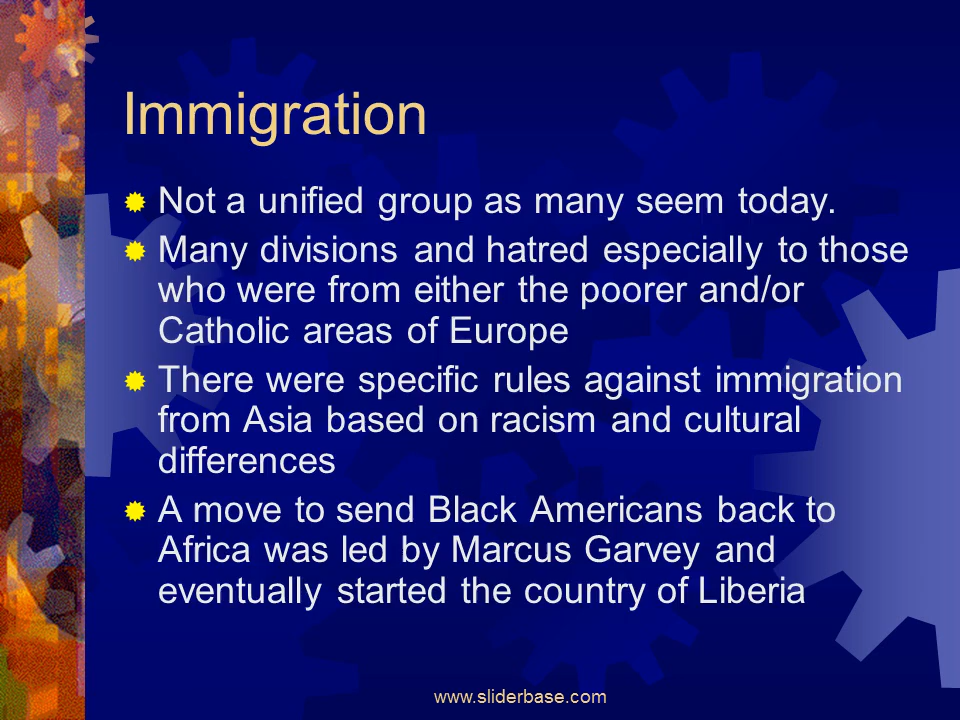 Immigration
Not a unified group as many seem today.
Many divisions and hatred especially to those
who were from either the poorer and/or
Catholic areas of Europe
There were specific rules against immigration
from Asia based on racism and cultural
differences
A move to send Black Americans back to
Africa was led by Marcus Garvey and
eventually started the country of Liberia
www.sliderbase.com